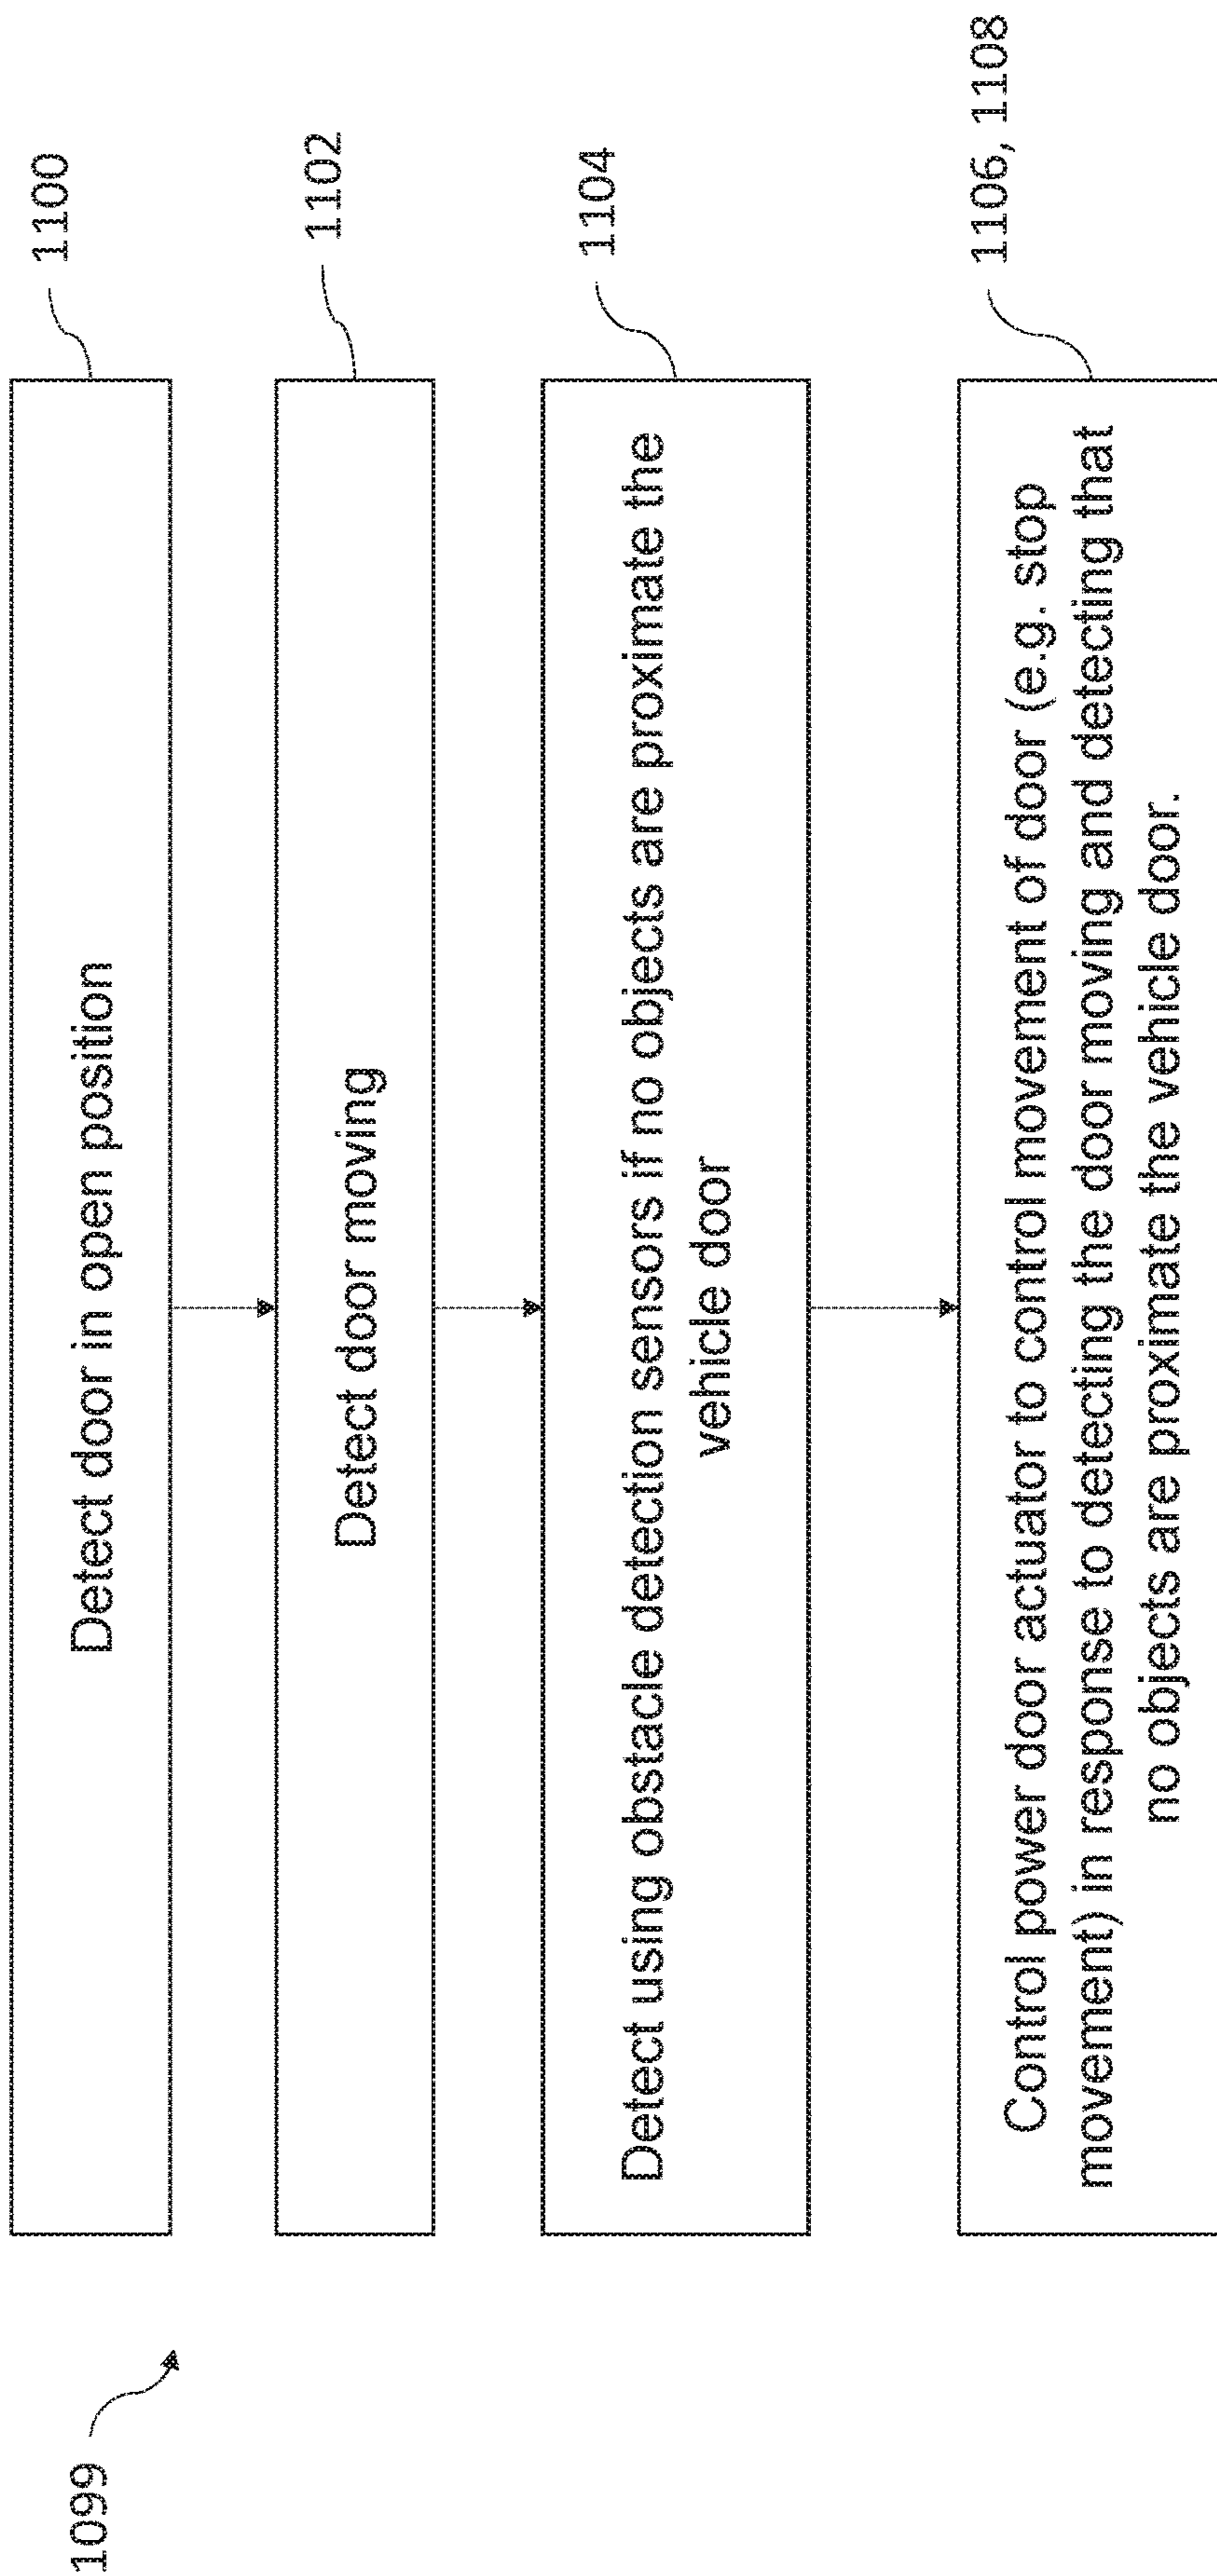 1099
Detect door in open position
1100
Detect door moving
1102
Detect using obstacle detection sensors if no objects are proximate the
vehicle door
1104
Control power door actuator to control movement of door (e.g. stop
movement) in response to detecting the door moving and detecting that
no objects are proximate the vehicle door.
1106, 1108